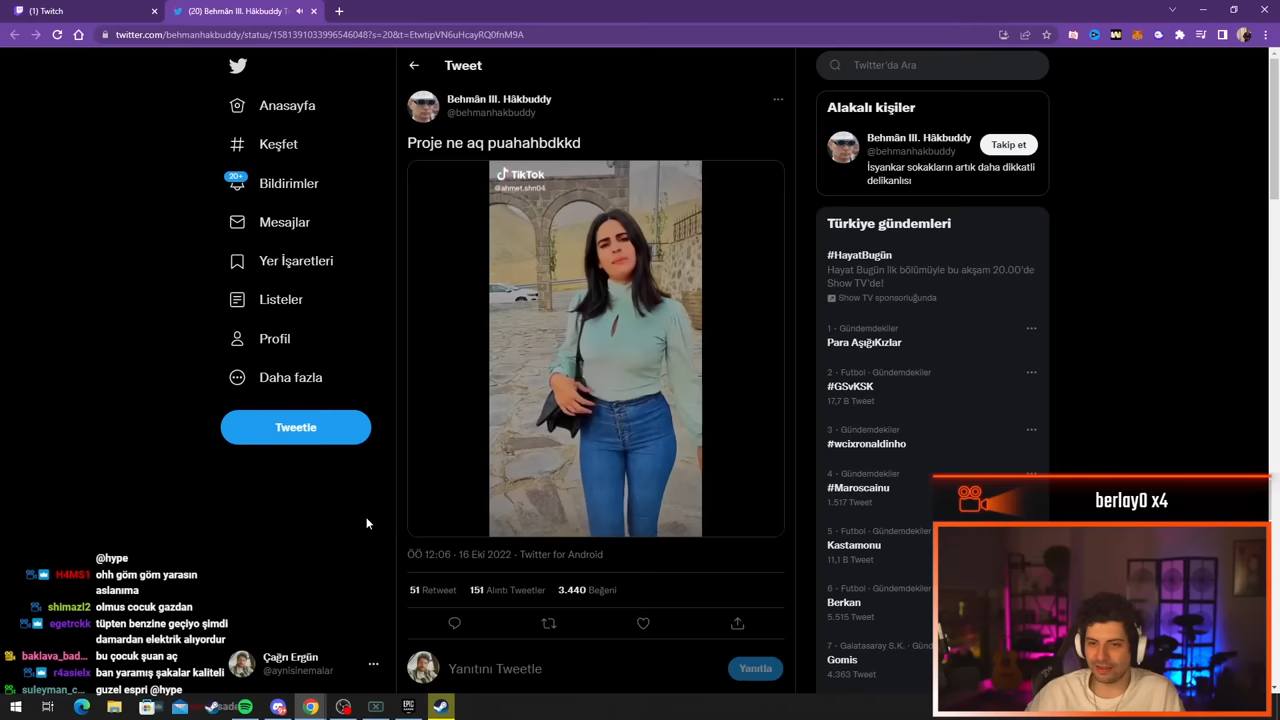 (1) Twitch
(20) Behmân III. Hâkbuddy
twitter.com/behmanhakbuddy/status/1581391033996546048?s=20&t=EtwtipVN6uHcayRQ0fnM9A
Anasayfa
Keşfet
20+
Bildirimler
Mesajlar
Yer İşaretleri
Listeler
Profil
Daha fazla
Tweetle
Çağrı Ergün
@aynisinemalar
Tweet
Behmân III. Hâkbuddy
@behmanhakbuddy
Proje ne aq puahahbdkkd
TikTok
@ahmet.shn04
ÖÖ 12:06 · 16 Eki 2022 · Twitter for Android
51 Retweet 151 Alıntı Tweetler 3.440 Beğeni
Yanıtını Tweetle
Yanıtla
Twitter'da Ara
Alakalı kişiler
Behmân III. Hâkbuddy
@behmanhakbuddy
Takip et
İsyankar sokakların artık daha dikkatli
delikanlısı
Türkiye gündemleri
#HayatBugün
Hayat Bugün ilk bölümüyle bu akşam 20.00'de
Show TV'de!
Show TV sponsorluğunda
1 · Gündemdekiler
Para AşığıKızlar
2 · Futbol · Gündemdekiler
#GSvKSK
17,7 B Tweet
3 · Gündemdekiler
#wcixronaldinho
4 · Gündemdekiler
#Maroscainu
1.517 Tweet
5 · Futbol · Gündemdekiler
Kastamonu
11,1 B Tweet
6 · Futbol · Gündemdekiler
Berkan
5.515 Tweet
7 · Galatasaray S.K. · Günd
Gomis
4.363 Tweet
berlay0 x4
@hype
H4MS1 ohh göm göm yarasın
aslanıma
shimazl2 olmus cocuk gazdan
egetrckk tüpten benzine geçiyo şimdi
damardan elektrik alıyordur
baklava_bad... bu çocuk şuan aç
r4asielx ban yaramış şakalar kaliteli
suleyman_c... guzel espri @hype